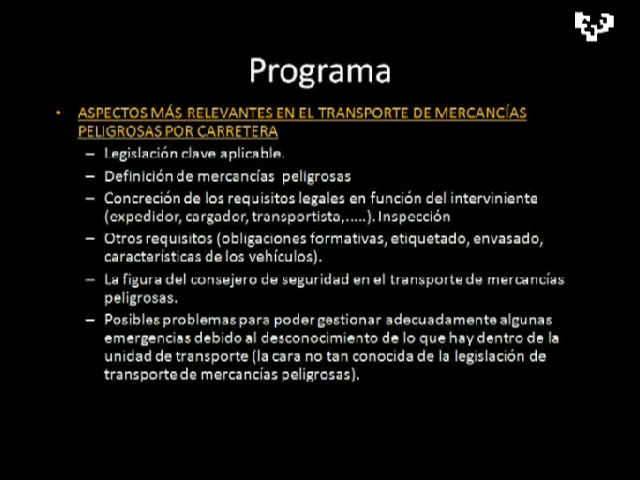 Programa
• ASPECTOS MÁS RELEVANTES EN EL TRANSPORTE DE MERCANCÍAS
PELIGROSAS POR CARRETERA
– Legislación clave aplicable.
– Definición de mercancías peligrosas
– Concreción de los requisitos legales en función del interviniente
(expedidor, cargador, transportista,.....). Inspección
– Otros requisitos (obligaciones formativas, etiquetado, envasado,
características de los vehículos).
– La figura del consejero de seguridad en el transporte de mercancías
peligrosas.
– Posibles problemas para poder gestionar adecuadamente algunas
emergencias debido al desconocimiento de lo que hay dentro de la
unidad de transporte (la cara no tan conocida de la legislación de
transporte de mercancías peligrosas).